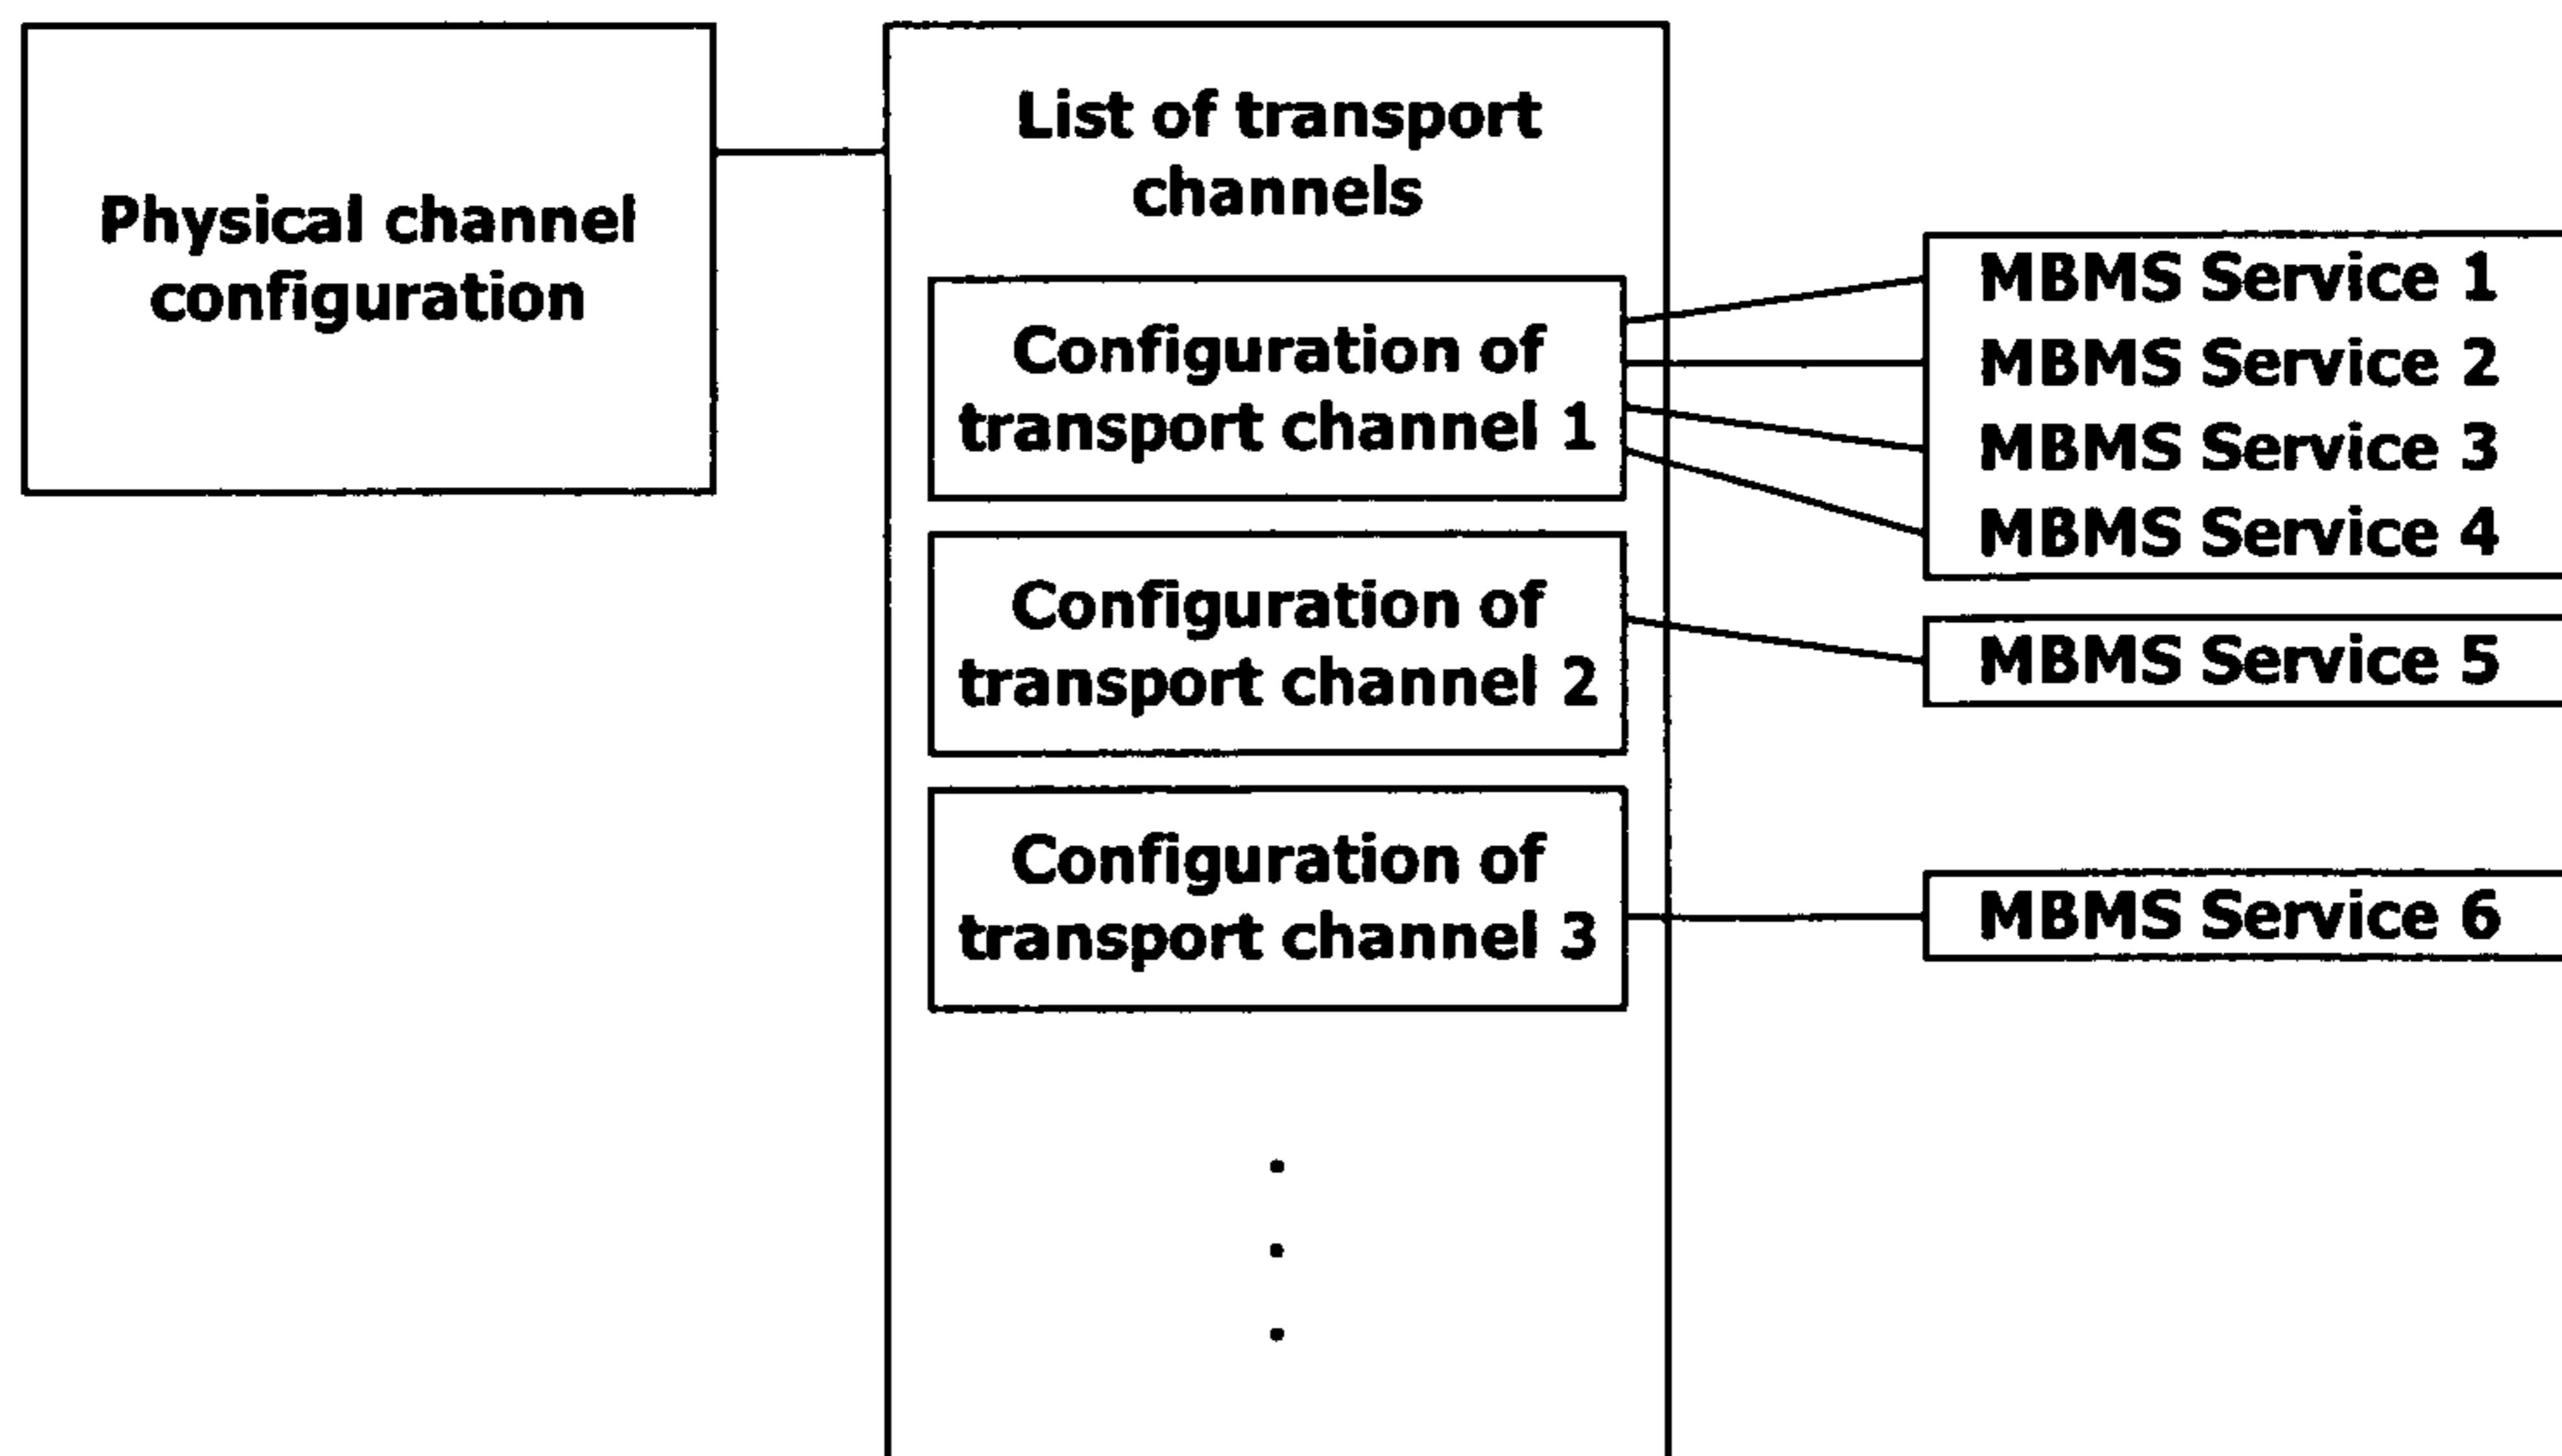 Physical channel
configuration
List of transport
channels
Configuration of
transport channel 1
Configuration of
transport channel 2
Configuration of
transport channel 3
MBMS Service 1
MBMS Service 2
MBMS Service 3
MBMS Service 4
MBMS Service 5
MBMS Service 6